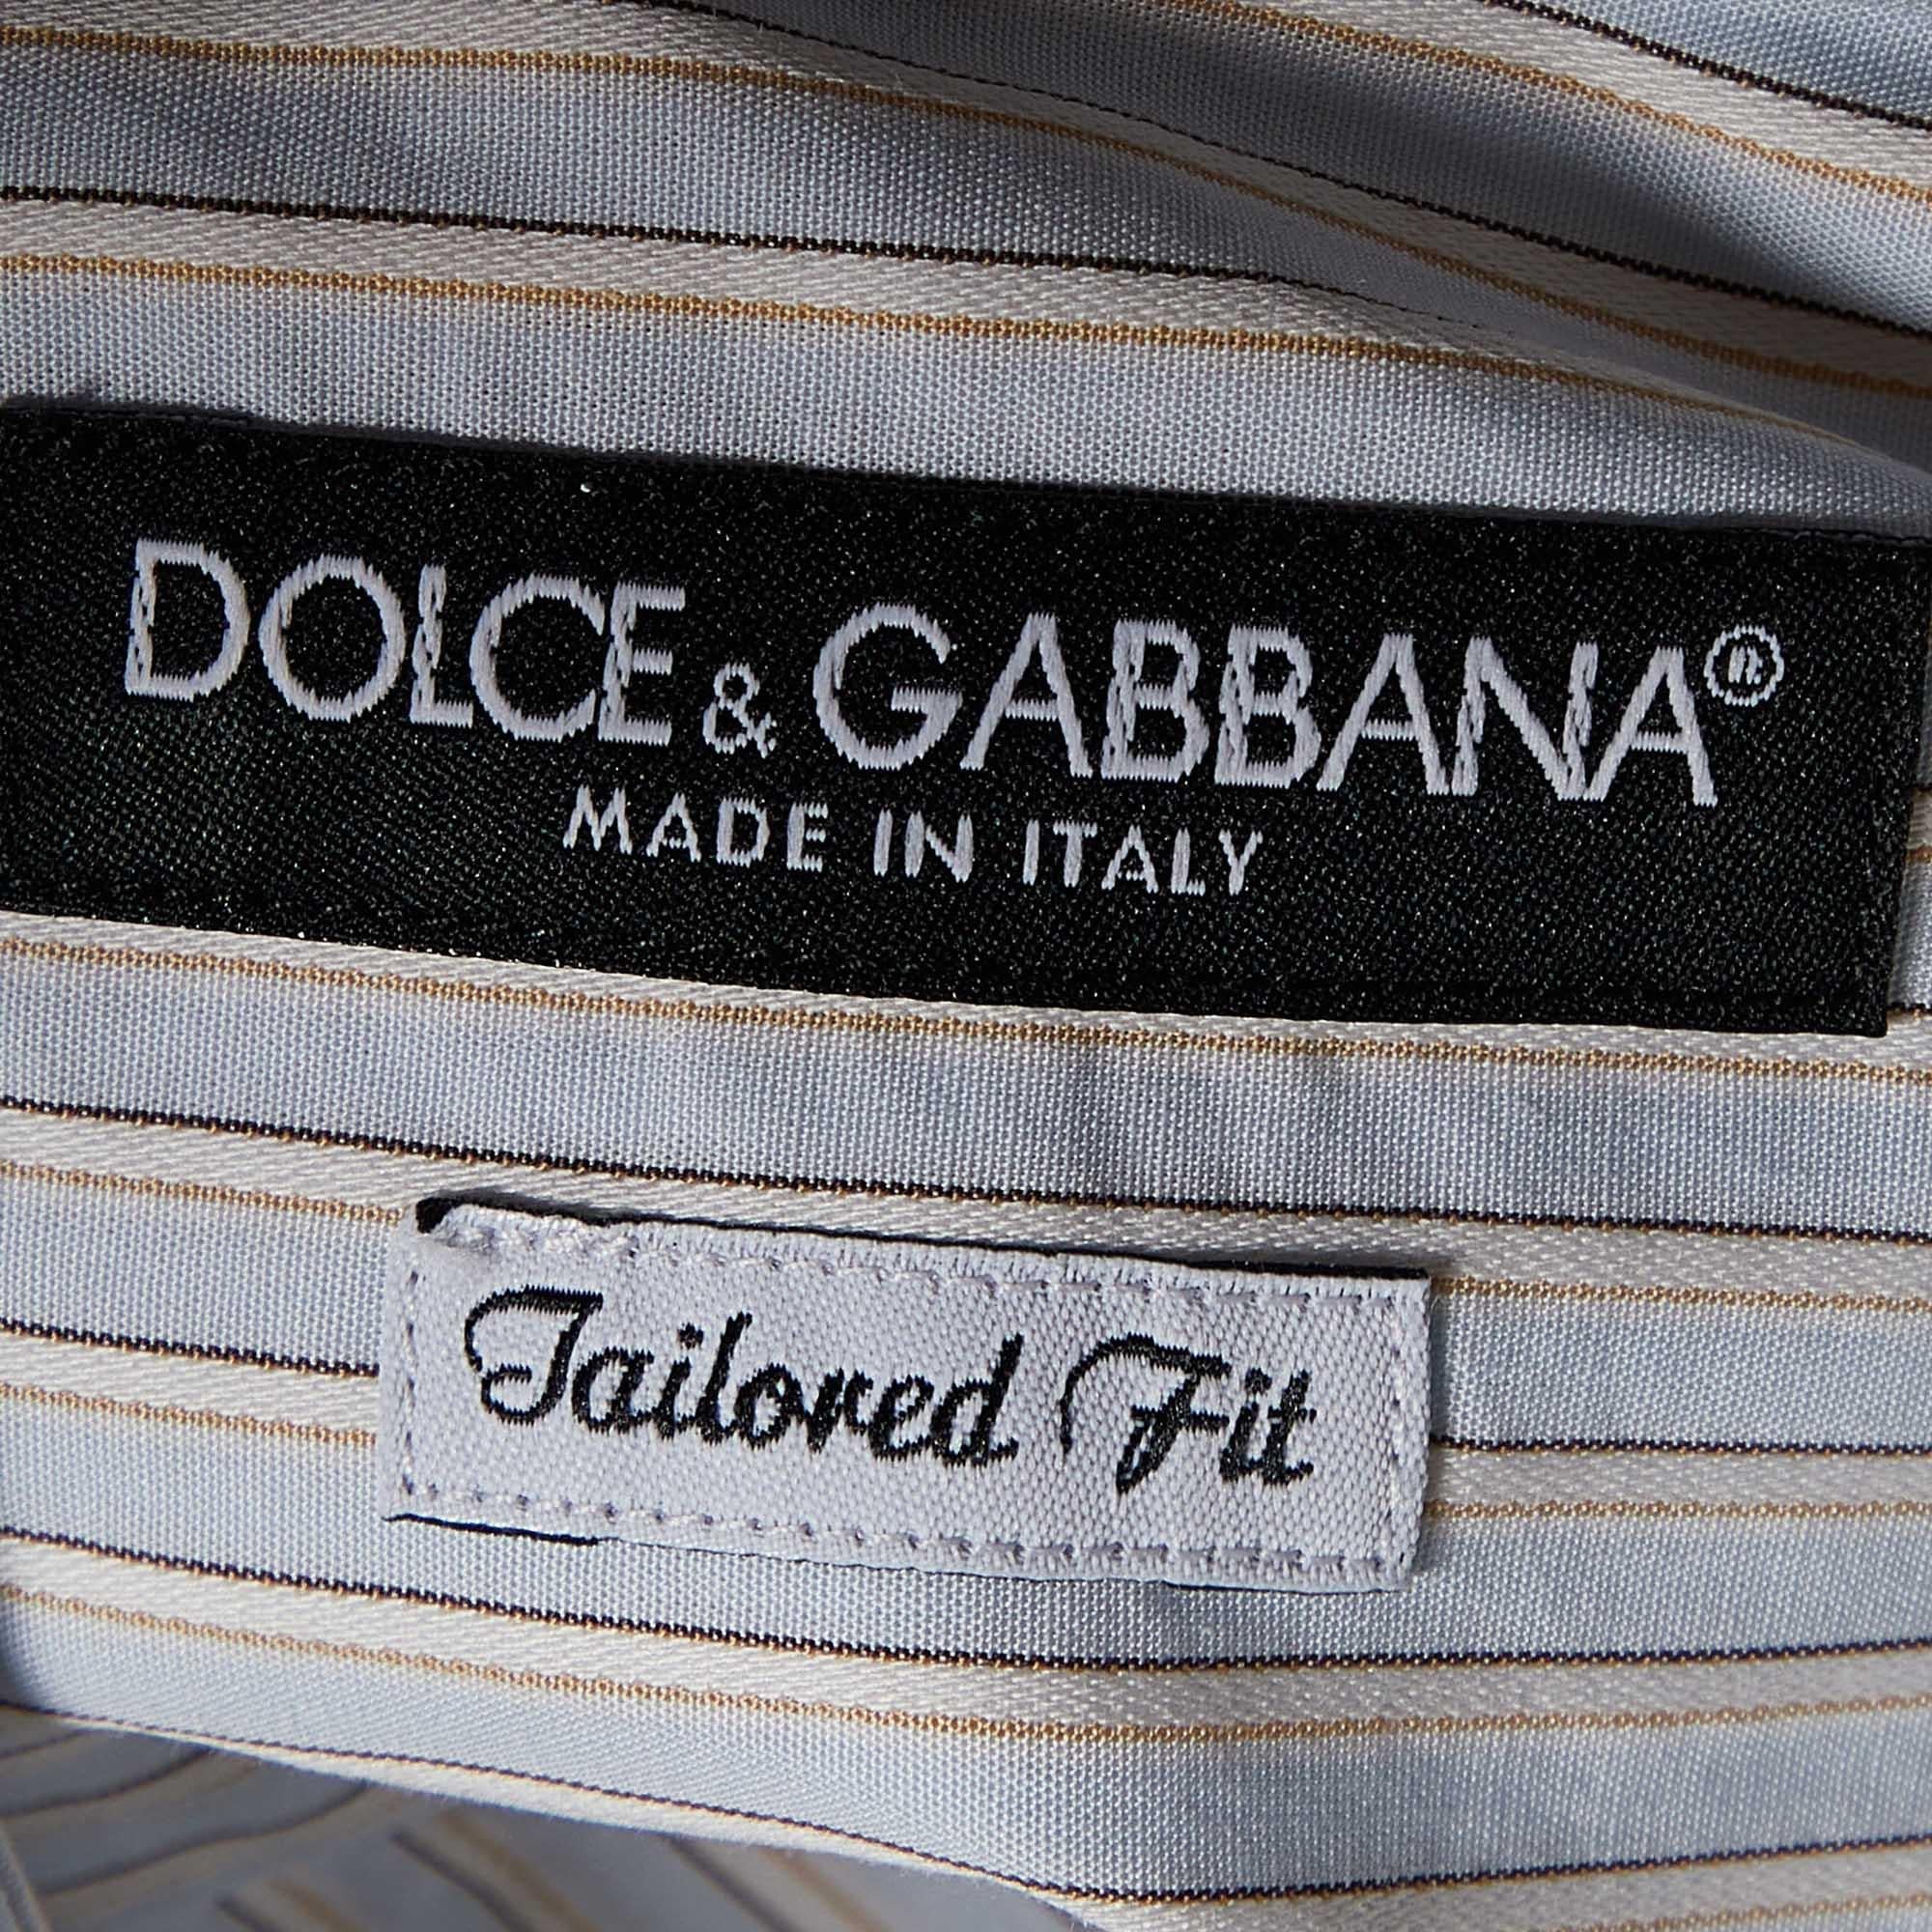 DOLCE & GABBANA®
MADE IN ITALY
Tailored Fit